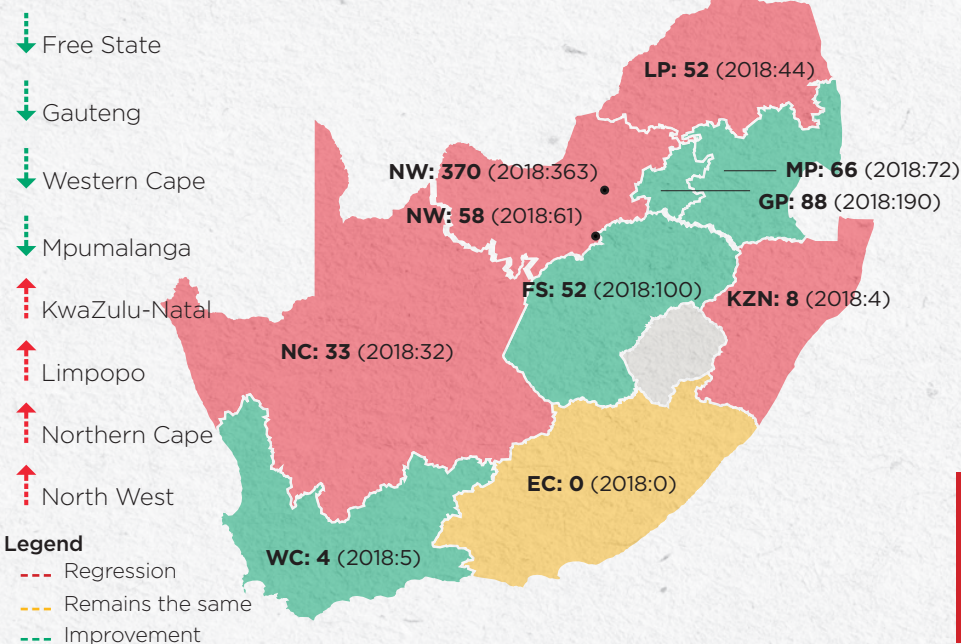 Free State
Gauteng
Western Cape
Mpumalanga
KwaZulu-Natal
Limpopo
Northern Cape
North West
Legend
Regression
Remains the same
Improvement
LP: 52 (2018:44)
NW: 370 (2018:363)
MP: 66 (2018:72)
GP: 88 (2018:190)
NW: 58 (2018:61)
FS: 52 (2018:100)
KZN: 8 (2018:4)
NC: 33 (2018:32)
EC: 0 (2018:0)
WC: 4 (2018:5)